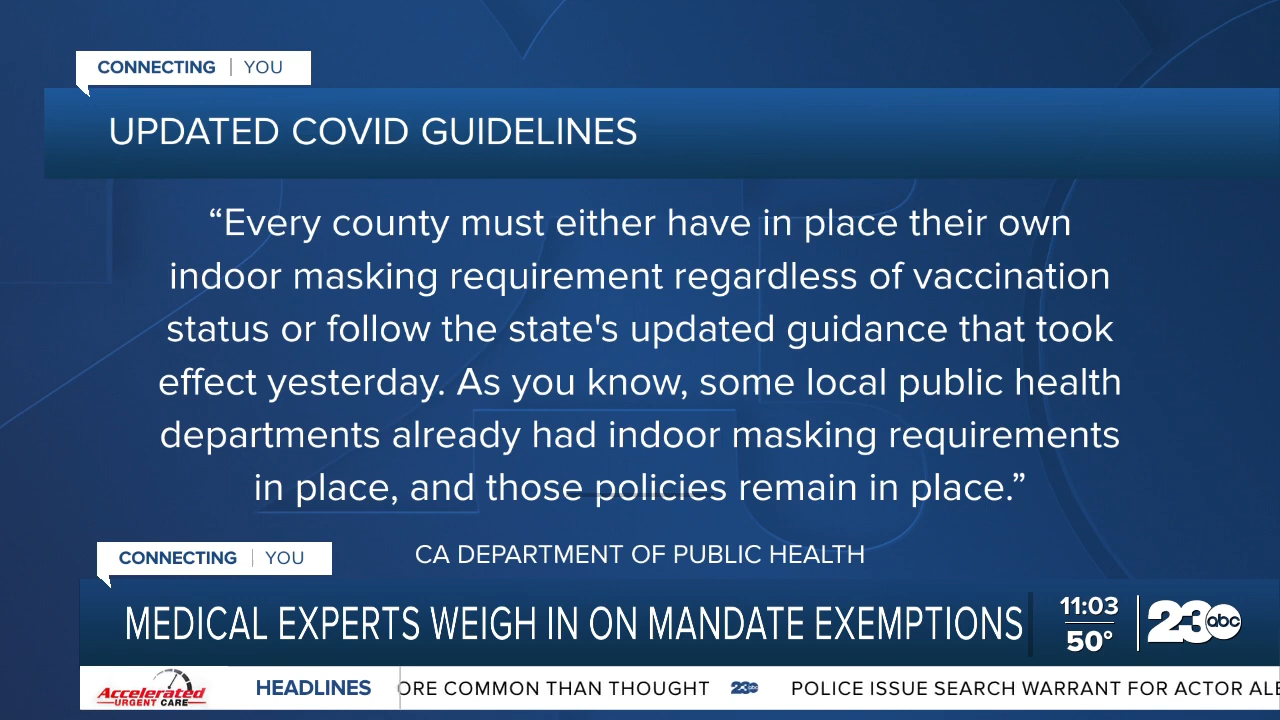 CONNECTING | YOU
UPDATED COVID GUIDELINES
“Every county must either have in place their own
indoor masking requirement regardless of vaccination
status or follow the state's updated guidance that took
effect yesterday. As you know, some local public health
departments already had indoor masking requirements
in place, and those policies remain in place.”
CA DEPARTMENT OF PUBLIC HEALTH
CONNECTING | YOU
MEDICAL EXPERTS WEIGH IN ON MANDATE EXEMPTIONS
11:03
50°
23 abc
Accelerated
URGENT CARE
HEADLINES
ORE COMMON THAN THOUGHT 23abc POLICE ISSUE SEARCH WARRANT FOR ACTOR ALE